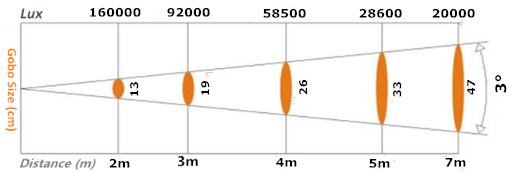 Lux 160000 92000 58500 28600 20000
Gobo Size (cm)
13 19 26 33 47 3°
Distance (m) 2m 3m 4m 5m 7m